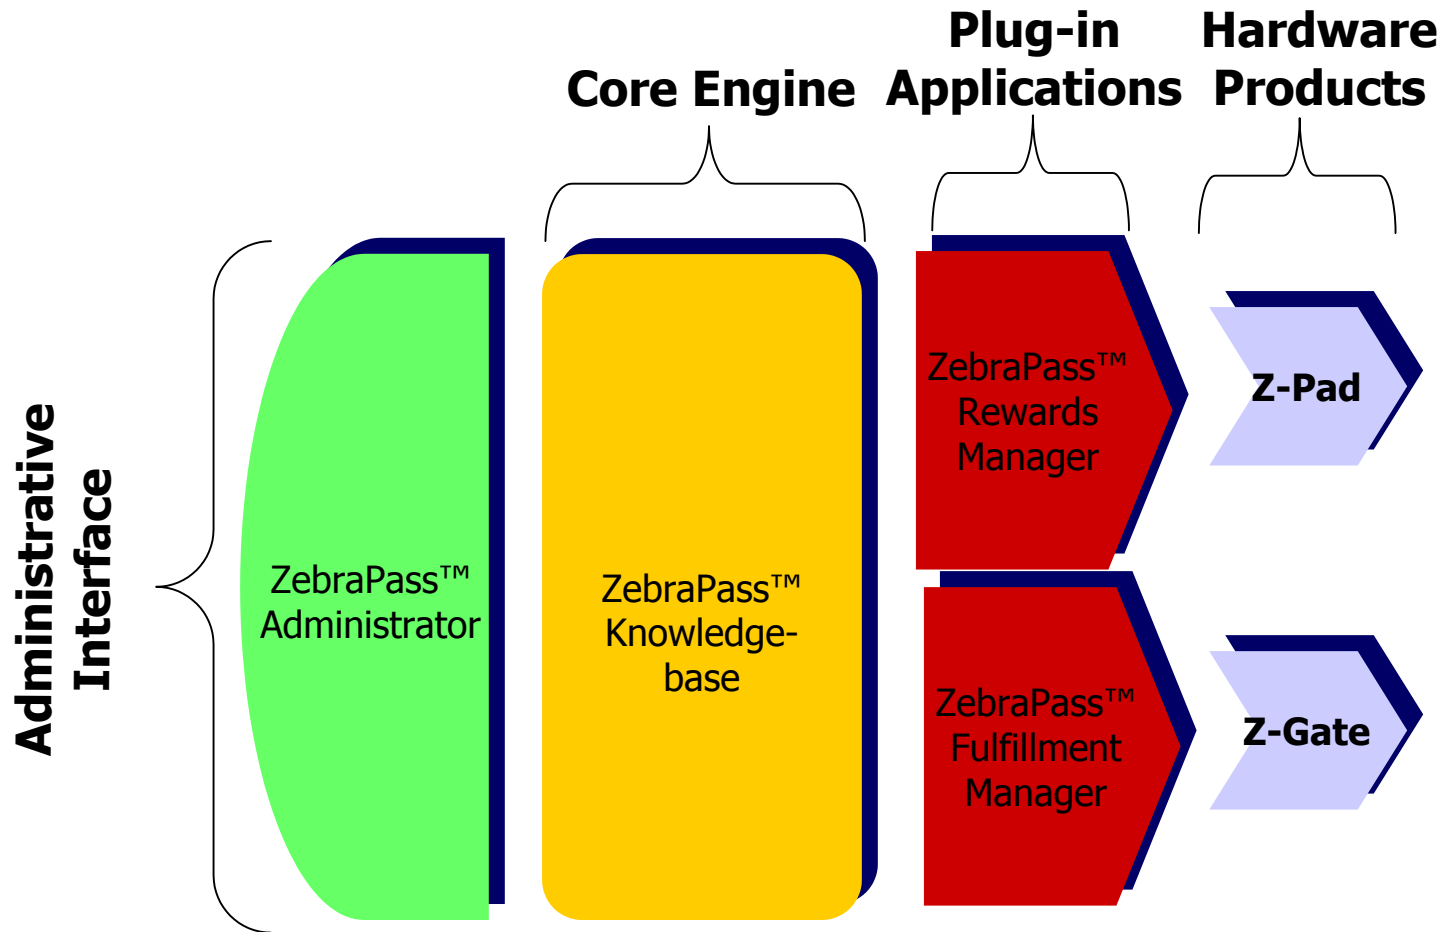 Plug-in
Applications
Hardware
Products
Core Engine
Administrative
Interface
ZebraPass™
Administrator
ZebraPass™
Knowledge-
base
ZebraPass™
Rewards
Manager
Z-Pad
ZebraPass™
Fulfillment
Manager
Z-Gate